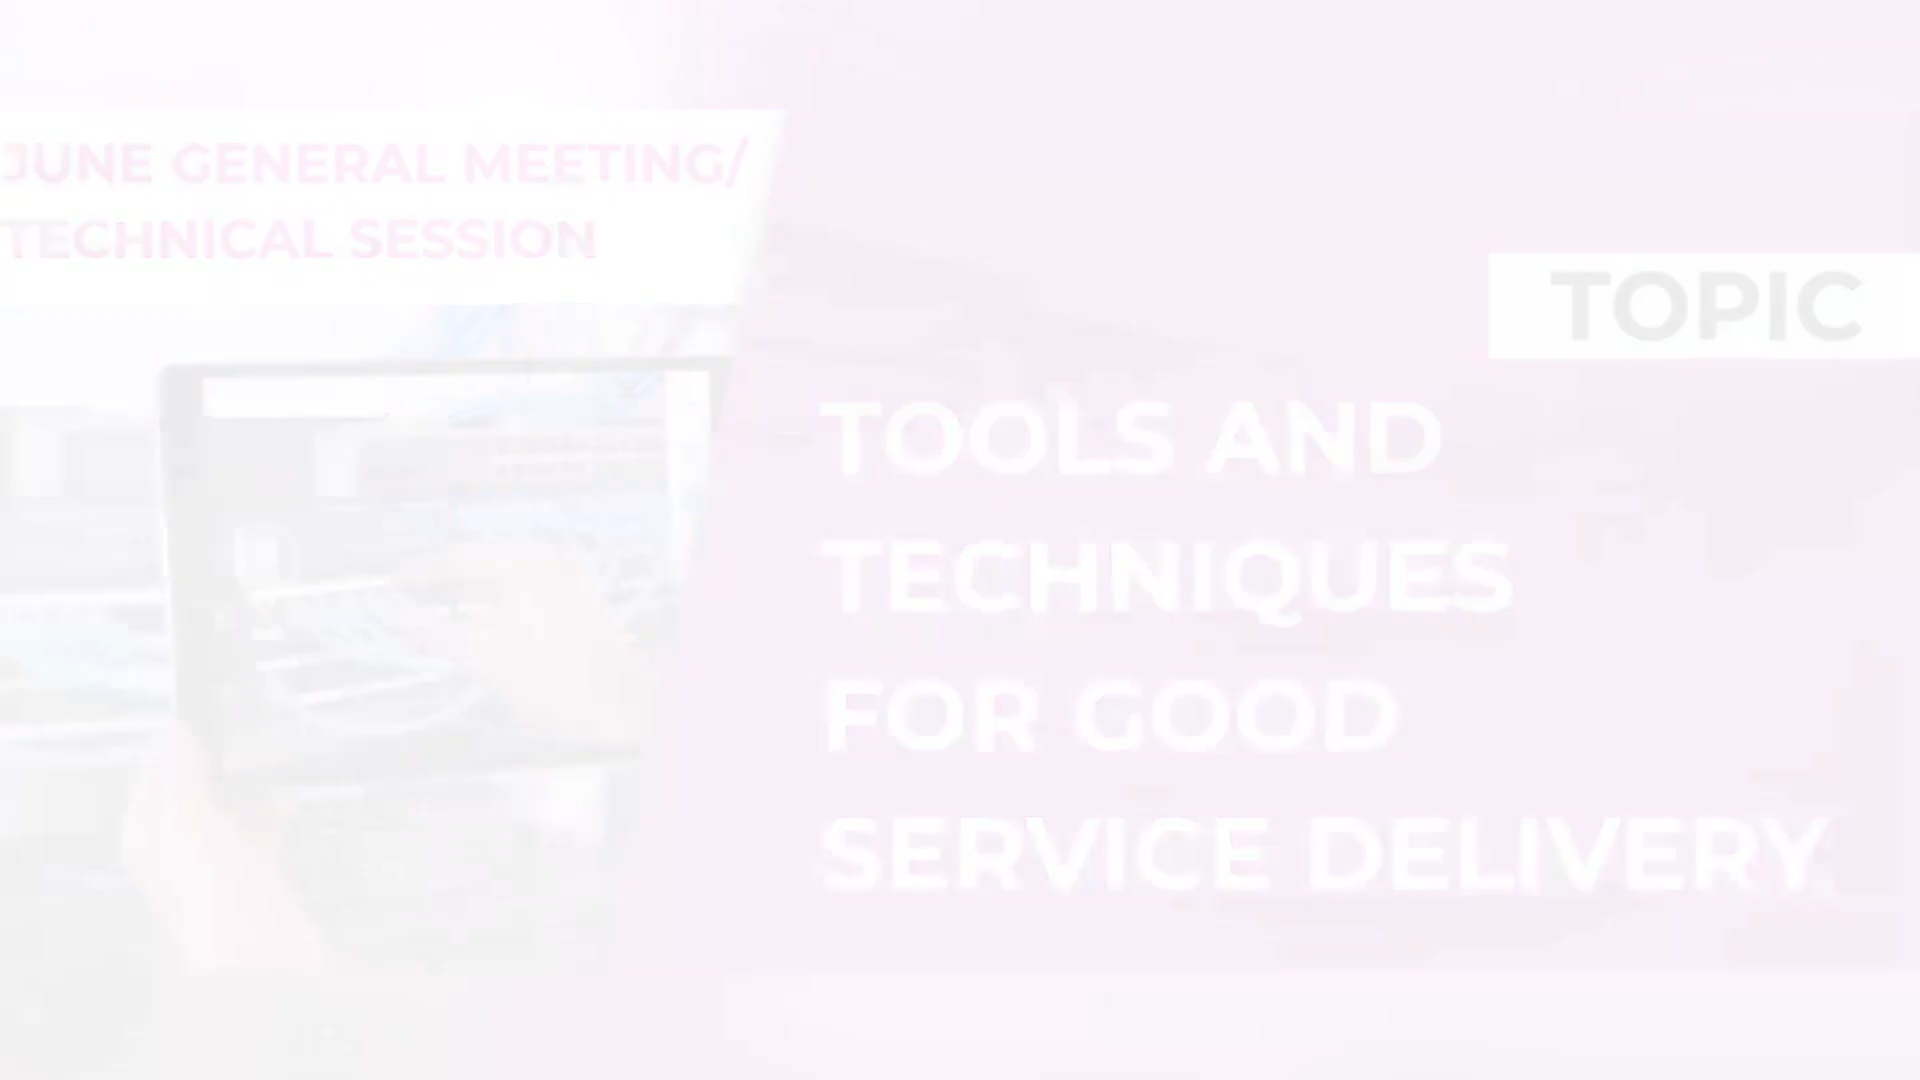 JUNE GENERAL MEETING/
TECHNICAL SESSION
TOPIC
TOOLS AND
TECHNIQUES
FOR GOOD
SERVICE DELIVERY